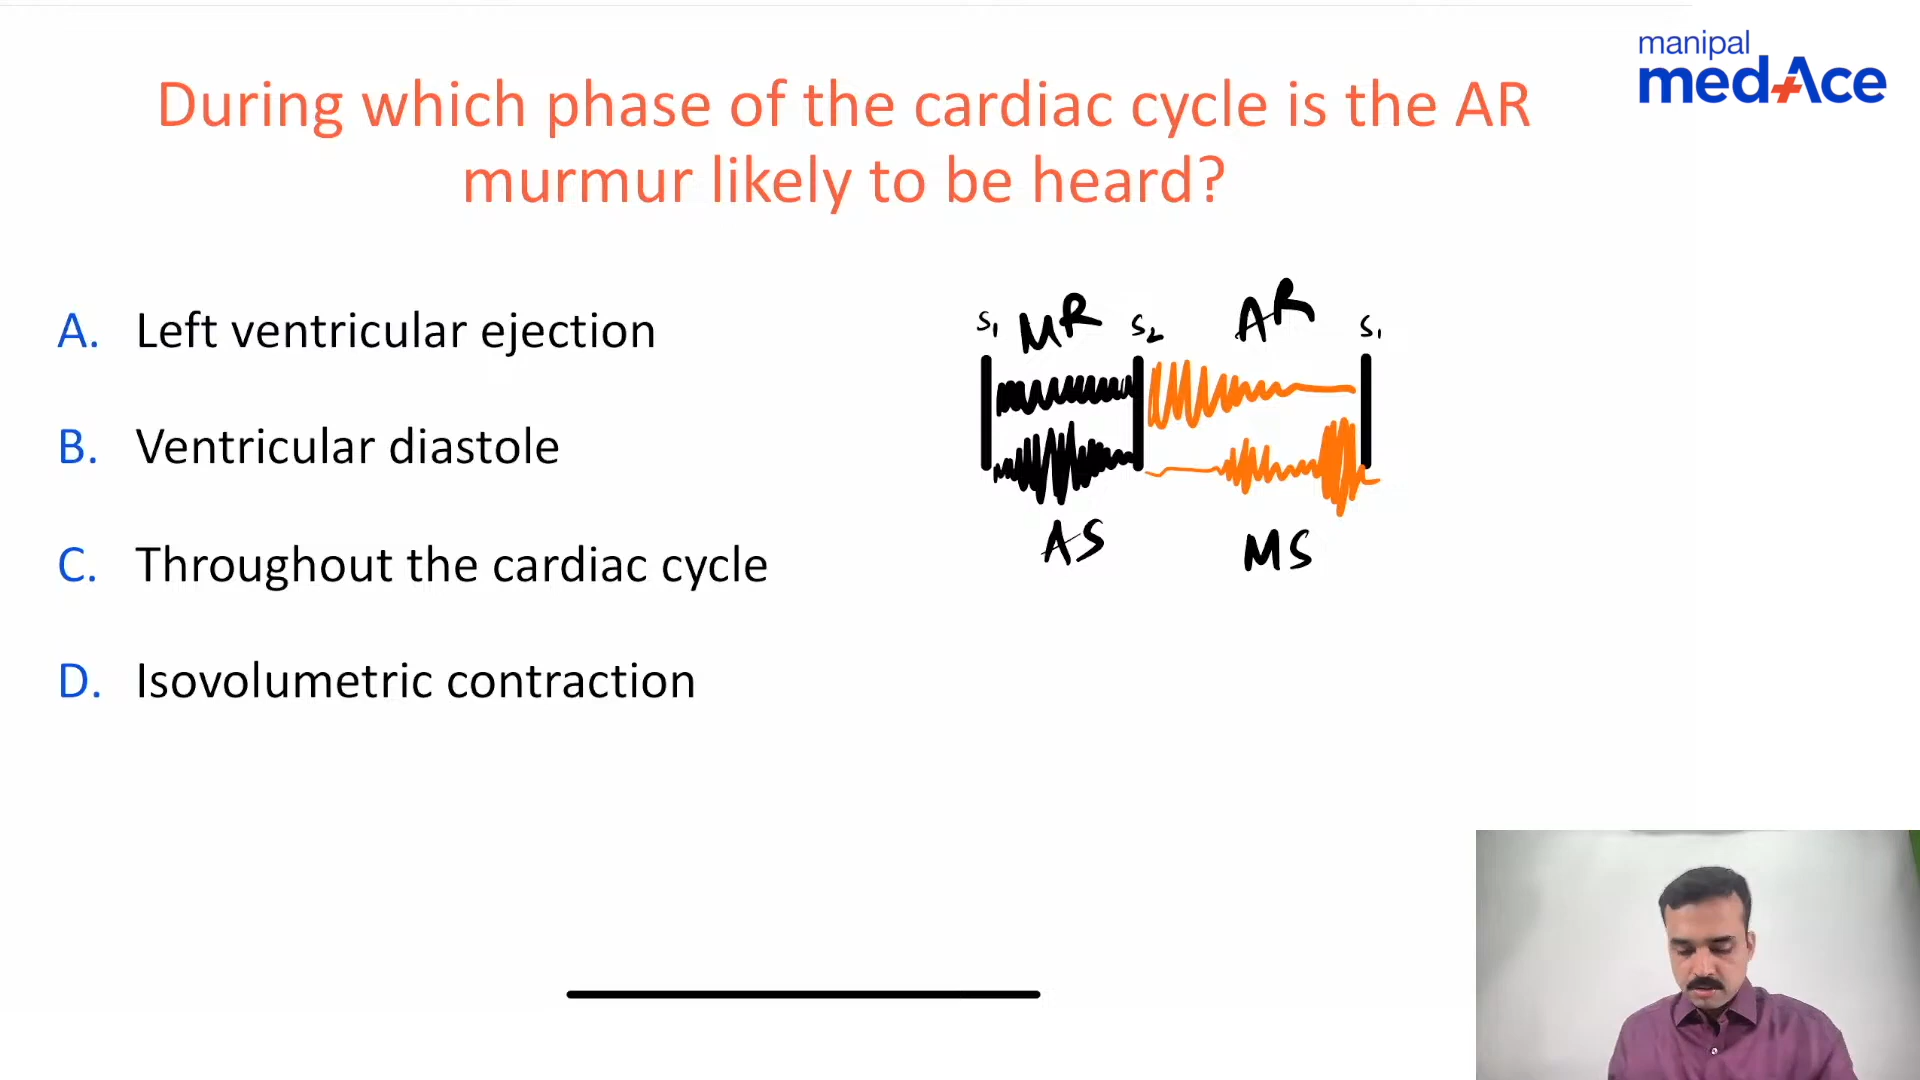 manipal
medAce
During which phase of the cardiac cycle is the AR
murmur likely to be heard?
A. Left ventricular ejection
B. Ventricular diastole
C. Throughout the cardiac cycle
D. Isovolumetric contraction
S1 MR S2 AR S1
AS MS